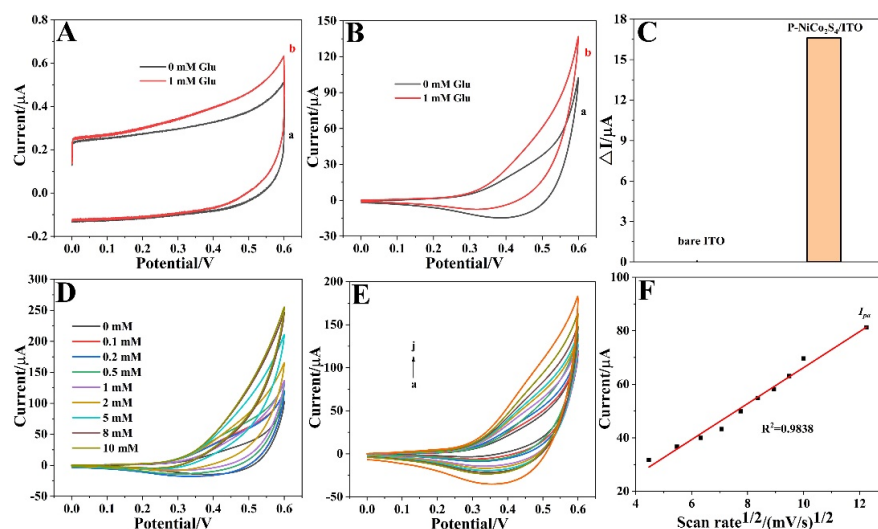 A
b
0 mM Glu
1 mM Glu
a
Current/μA
0.8
0.6
0.4
0.2
0.0
-0.2
0.0 0.1 0.2 0.3 0.4 0.5 0.6
Potential/V
B
b
0 mM Glu
1 mM Glu
a
Current/μA
150
120
90
60
30
0
-30
0.0 0.1 0.2 0.3 0.4 0.5 0.6
Potential/V
C
P-NiCo2S4/ITO
△I/μA
18
15
12
9
6
3
0
bare ITO
D
0 mM
0.1 mM
0.2 mM
0.5 mM
1 mM
2 mM
5 mM
8 mM
10 mM
Current/μA
300
250
200
150
100
50
0
-50
0.0 0.1 0.2 0.3 0.4 0.5 0.6
Potential/V
E
j
a
Current/μA
200
150
100
50
0
-50
0.0 0.1 0.2 0.3 0.4 0.5 0.6
Potential/V
F
Ipa
R²=0.9838
Current/μA
100
80
60
40
20
4 6 8 10 12
Scan rate1/2/(mV/s)1/2